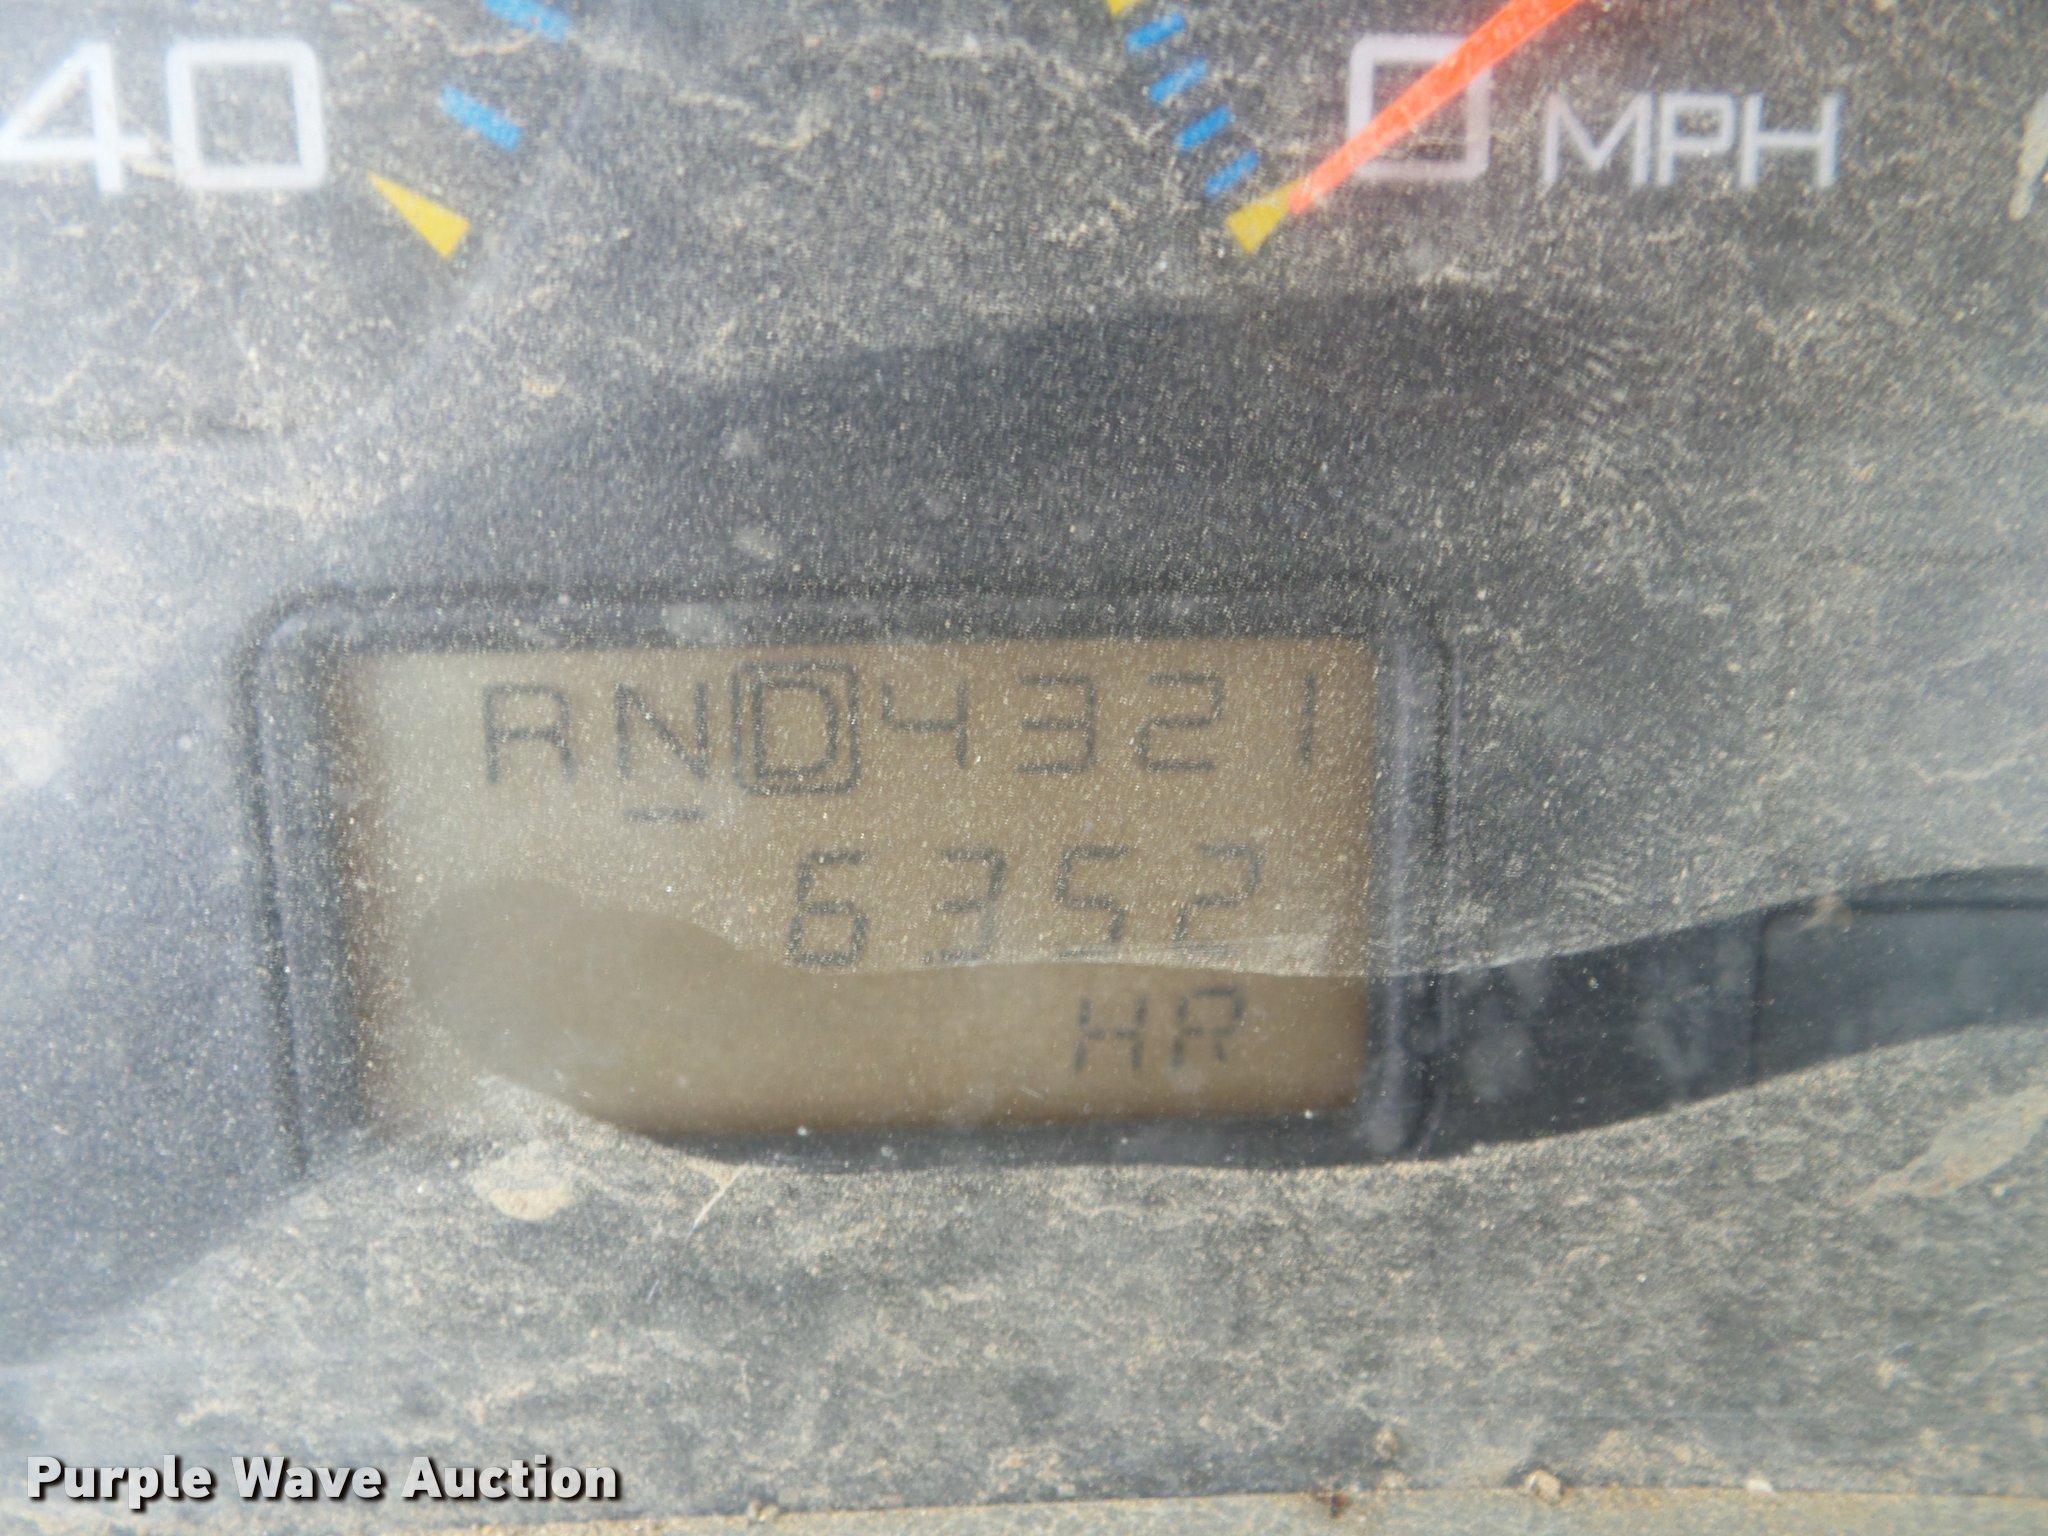 40
0 MPH
RND4321
6352
HR
Purple Wave Auction